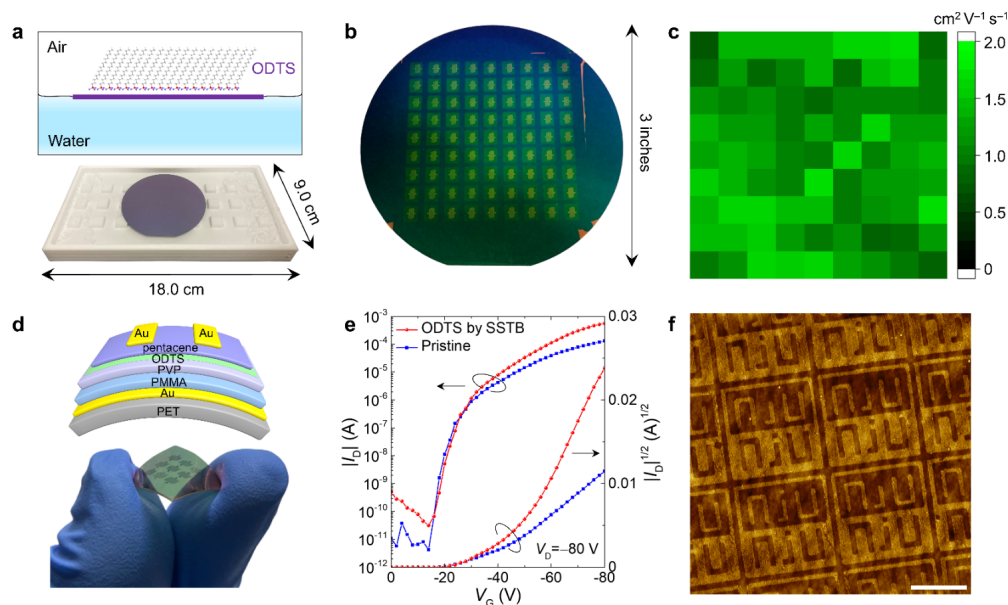 a
Air
ODTS
Water
9.0 cm
18.0 cm
b
3 inches
c
cm² V⁻¹ s⁻¹
2.0
1.5
1.0
0.5
0
d
Au
Au
pentacene
ODTS
PVP
PMMA
Au
PET
e
ODTS by SSTB
Pristine
|I_D| (A)
10⁻³
10⁻⁴
10⁻⁵
10⁻⁶
10⁻⁷
10⁻⁸
10⁻⁹
10⁻¹⁰
10⁻¹¹
10⁻¹²
0.03
0.02
0.01
0
|I_D|^1/2 (A)^1/2
V_D=–80 V
0
-20
-40
-60
-80
V_G (V)
f